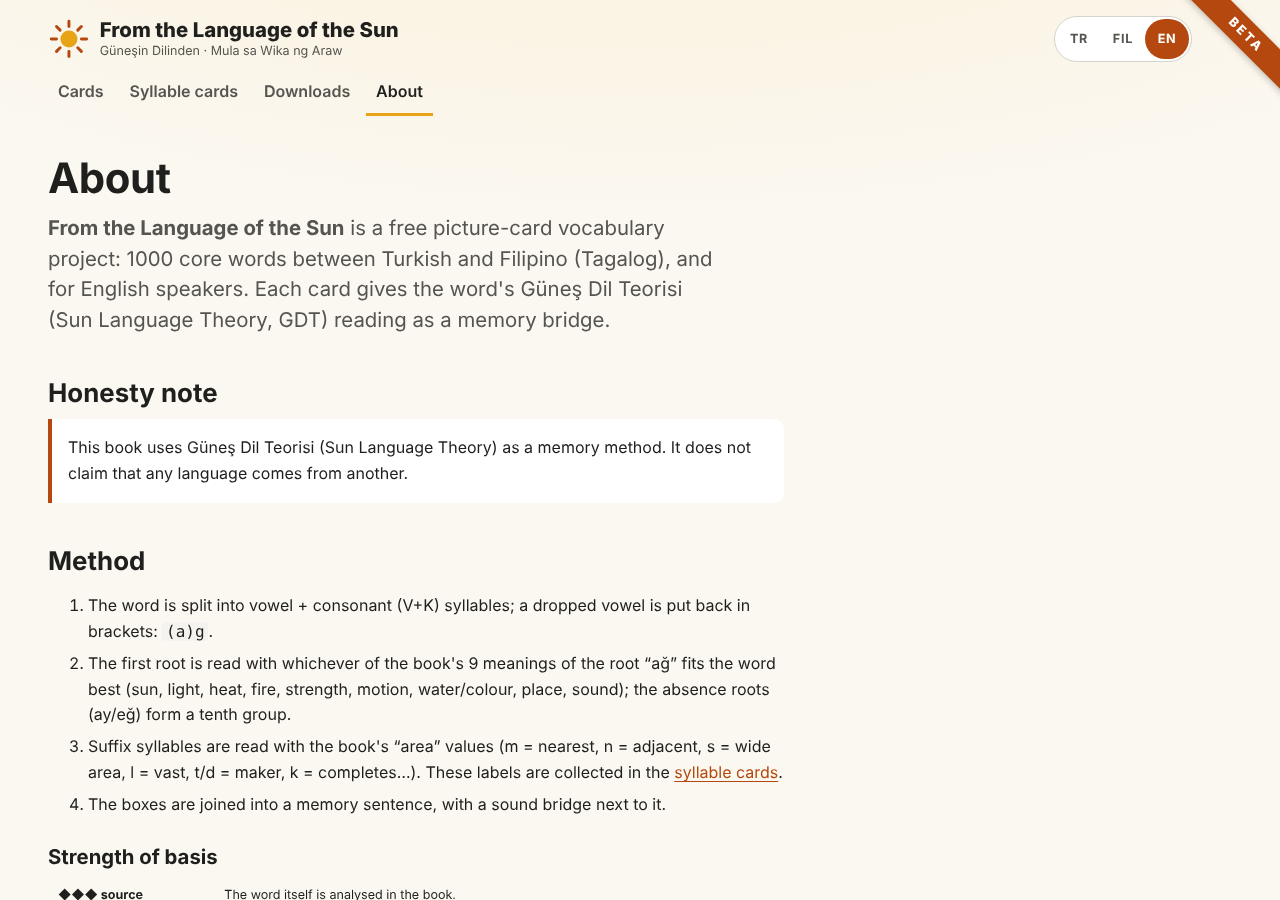 From the Language of the Sun
Güneşin Dilinden · Mula sa Wika ng Araw
TR FIL EN
BETA
Cards Syllable cards Downloads About
About
From the Language of the Sun is a free picture-card vocabulary
project: 1000 core words between Turkish and Filipino (Tagalog), and
for English speakers. Each card gives the word's Güneş Dil Teorisi
(Sun Language Theory, GDT) reading as a memory bridge.
Honesty note
This book uses Güneş Dil Teorisi (Sun Language Theory) as a memory method. It does not
claim that any language comes from another.
Method
1. The word is split into vowel + consonant (V+K) syllables; a dropped vowel is put back in
brackets: (a)g.
2. The first root is read with whichever of the book's 9 meanings of the root “ağ” fits the word
best (sun, light, heat, fire, strength, motion, water/colour, place, sound); the absence roots
(ay/eğ) form a tenth group.
3. Suffix syllables are read with the book's “area” values (m = nearest, n = adjacent, s = wide
area, l = vast, t/d = maker, k = completes…). These labels are collected in the syllable cards.
4. The boxes are joined into a memory sentence, with a sound bridge next to it.
Strength of basis
◆◆◆ source The word itself is analysed in the book.